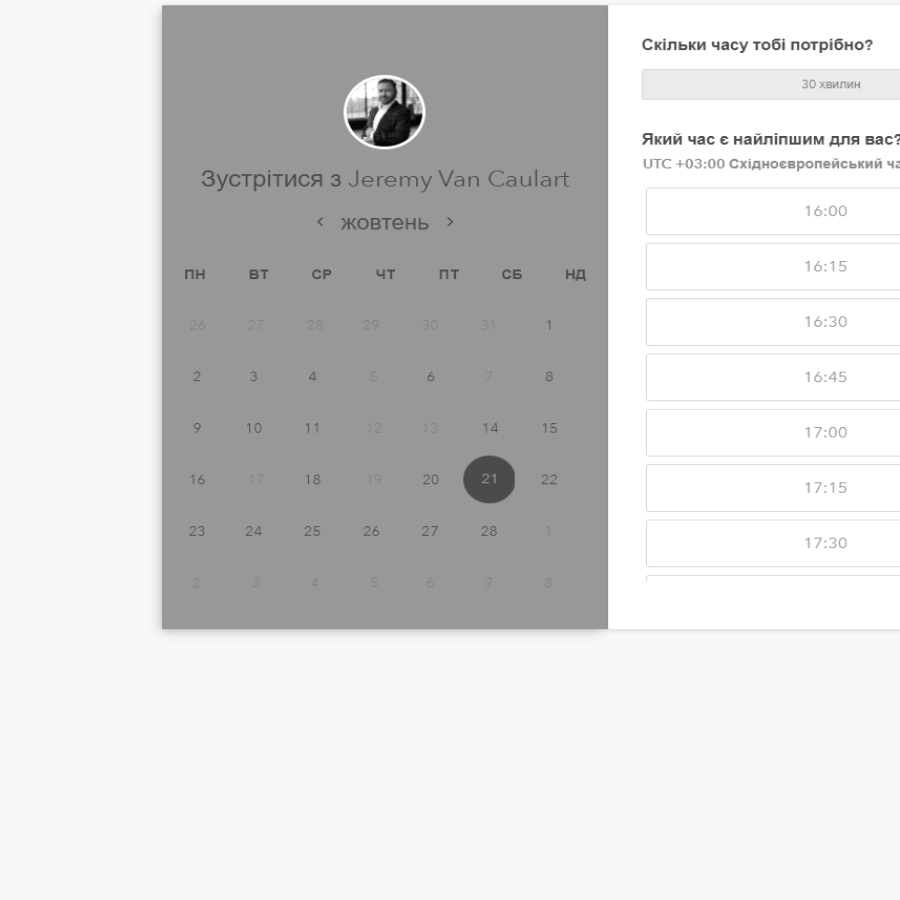 Зустрітися з Jeremy Van Caulart
‹ жовтень ›
ПН ВТ СР ЧТ ПТ СБ НД
26 27 28 29 30 31 1
2 3 4 5 6 7 8
9 10 11 12 13 14 15
16 17 18 19 20 21 22
23 24 25 26 27 28 1
2 3 4 5 6 7 8
Скільки часу тобі потрібно?
30 хвилин
Який час є найліпшим для вас?
UTC +03:00 Східноєвропейський ча
16:00
16:15
16:30
16:45
17:00
17:15
17:30